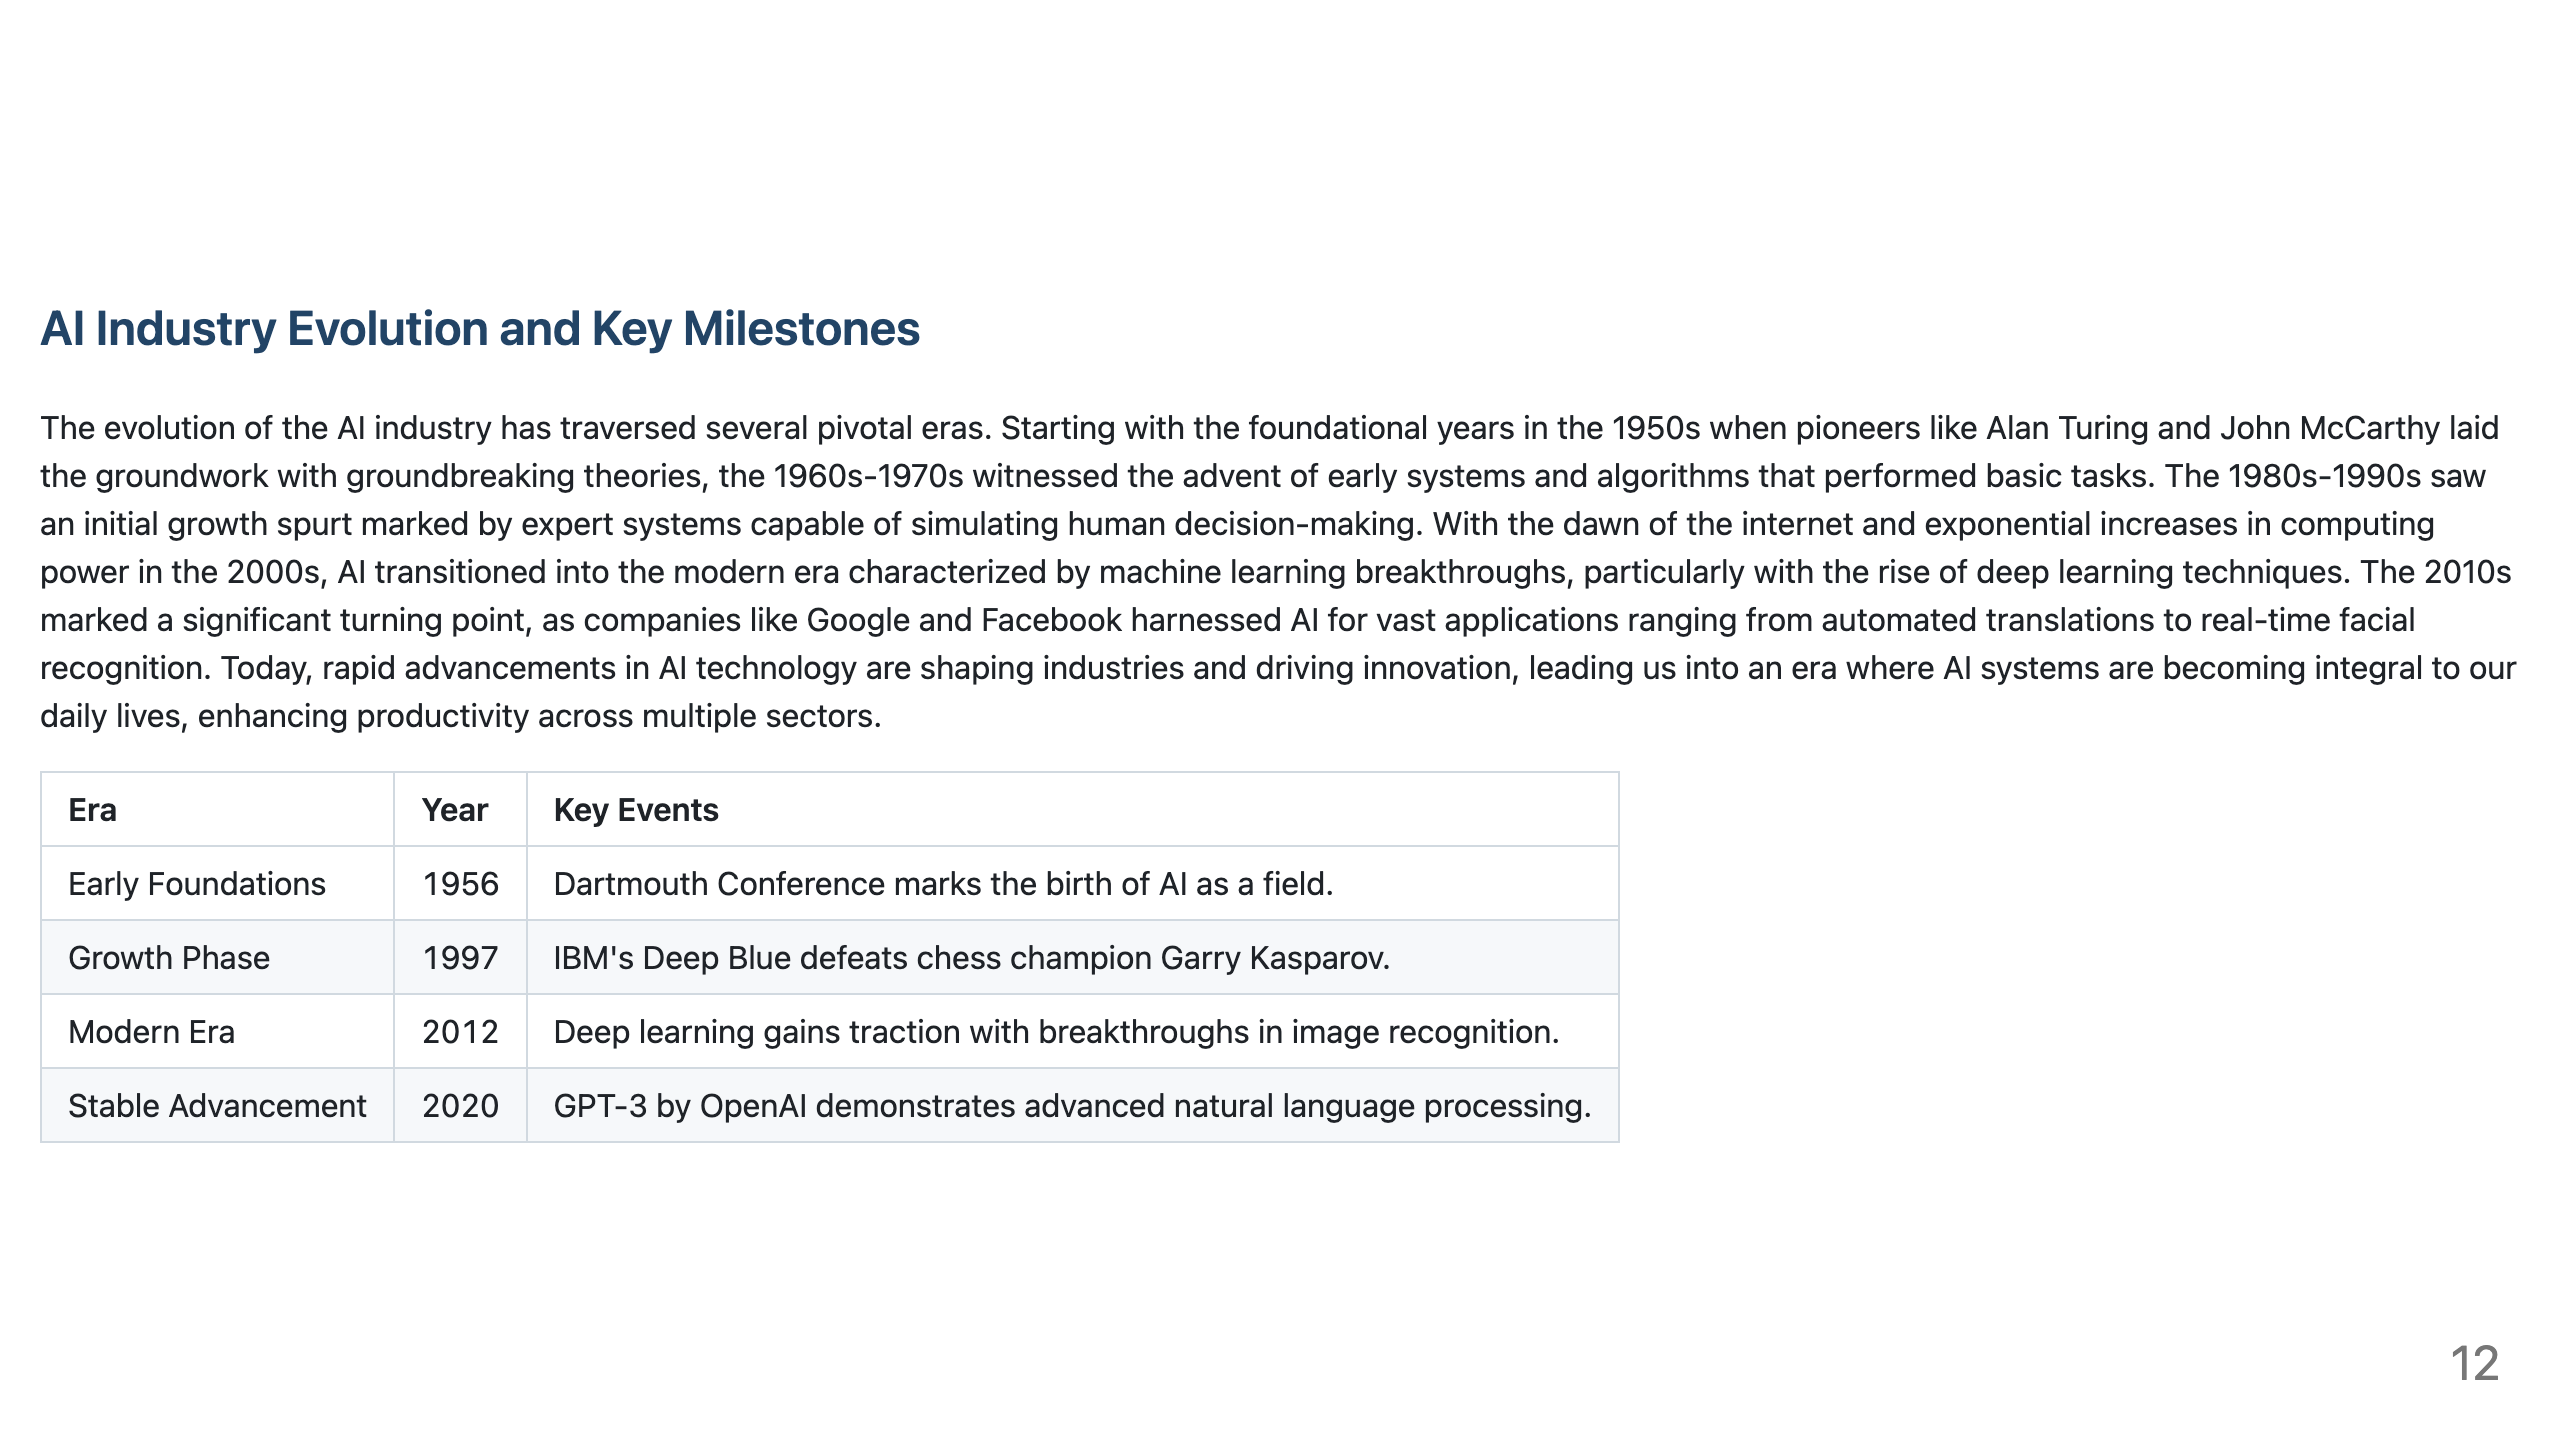 AI Industry Evolution and Key Milestones
The evolution of the AI industry has traversed several pivotal eras. Starting with the foundational years in the 1950s when pioneers like Alan Turing and John McCarthy laid
the groundwork with groundbreaking theories, the 1960s-1970s witnessed the advent of early systems and algorithms that performed basic tasks. The 1980s-1990s saw
an initial growth spurt marked by expert systems capable of simulating human decision-making. With the dawn of the internet and exponential increases in computing
power in the 2000s, AI transitioned into the modern era characterized by machine learning breakthroughs, particularly with the rise of deep learning techniques. The 2010s
marked a significant turning point, as companies like Google and Facebook harnessed AI for vast applications ranging from automated translations to real-time facial
recognition. Today, rapid advancements in AI technology are shaping industries and driving innovation, leading us into an era where AI systems are becoming integral to our
daily lives, enhancing productivity across multiple sectors.
Era Year Key Events
Early Foundations 1956 Dartmouth Conference marks the birth of AI as a field.
Growth Phase 1997 IBM's Deep Blue defeats chess champion Garry Kasparov.
Modern Era 2012 Deep learning gains traction with breakthroughs in image recognition.
Stable Advancement 2020 GPT-3 by OpenAI demonstrates advanced natural language processing.
12